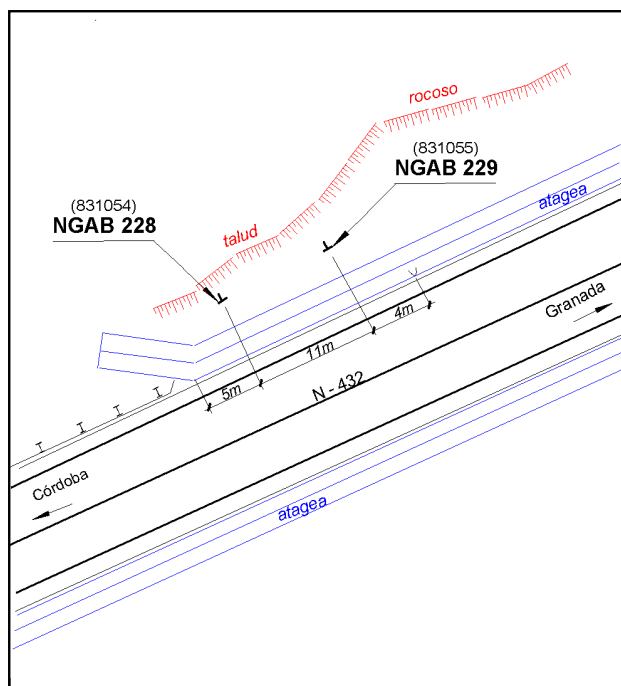 rocoso
(831055)
NGAB 229
(831054)
NGAB 228
talud
atagea
Granada
4m
11m
5m
N - 432
Córdoba
atagea